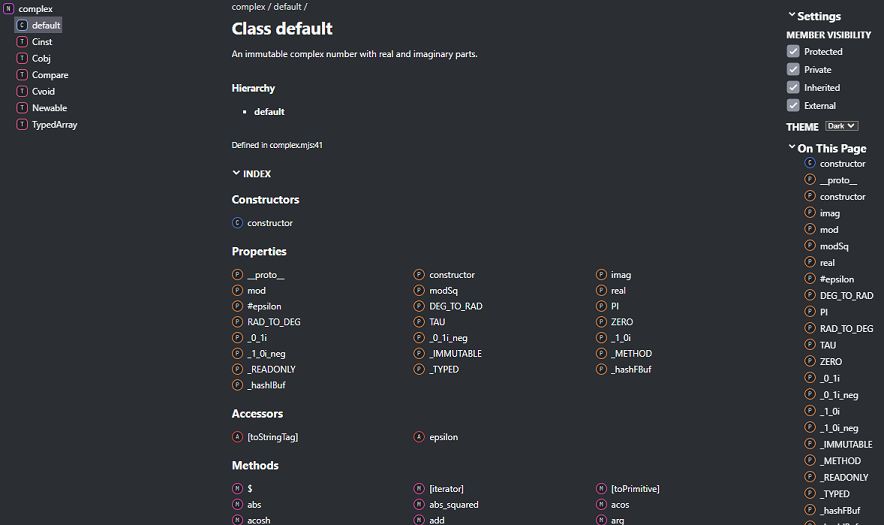 complex
default
Cinst
Cobj
Compare
Cvoid
Newable
TypedArray
complex / default /
Class default
An immutable complex number with real and imaginary parts.
Hierarchy
default
Defined in complex.mjs:41
INDEX
Constructors
constructor
Properties
__proto__ constructor imag
mod modSq real
#epsilon DEG_TO_RAD PI
RAD_TO_DEG TAU ZERO
_0_1i _0_1i_neg _1_0i
_1_0i_neg _IMMUTABLE _METHOD
_READONLY _TYPED _hashFBuf
_hashIBuf
Accessors
[toStringTag] epsilon
Methods
$ [iterator] [toPrimitive]
abs abs_squared acos
acosh add arg
Settings
MEMBER VISIBILITY
Protected
Private
Inherited
External
THEME Dark
On This Page
constructor
__proto__
constructor
imag
mod
modSq
real
#epsilon
DEG_TO_RAD
PI
RAD_TO_DEG
TAU
ZERO
_0_1i
_0_1i_neg
_1_0i
_1_0i_neg
_IMMUTABLE
_METHOD
_READONLY
_TYPED
_hashFBuf